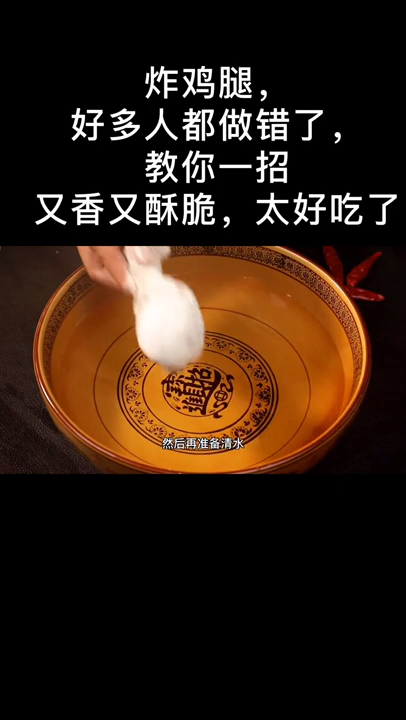 炸鸡腿，
好多人都做错了，
教你一招
又香又酥脆，太好吃了
然后再准备清水